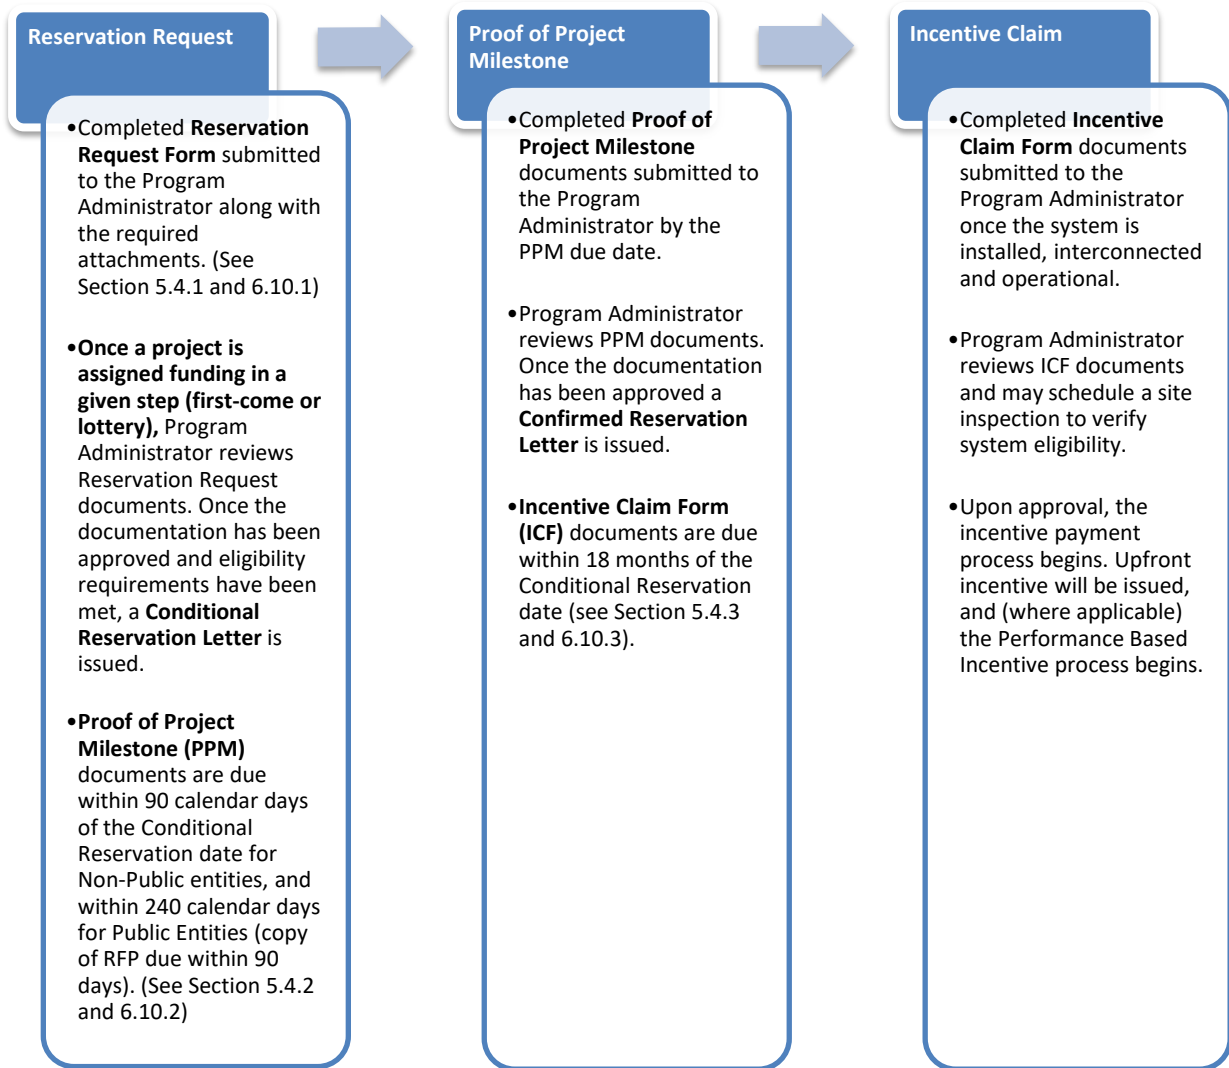 Reservation Request
•Completed Reservation
Request Form submitted
to the Program
Administrator along with
the required
attachments. (See
Section 5.4.1 and 6.10.1)
•Once a project is
assigned funding in a
given step (first-come or
lottery), Program
Administrator reviews
Reservation Request
documents. Once the
documentation has been
approved and eligibility
requirements have been
met, a Conditional
Reservation Letter is
issued.
•Proof of Project
Milestone (PPM)
documents are due
within 90 calendar days
of the Conditional
Reservation date for
Non-Public entities, and
within 240 calendar days
for Public Entities (copy
of RFP due within 90
days). (See Section 5.4.2
and 6.10.2)
Proof of Project
Milestone
•Completed Proof of
Project Milestone
documents submitted to
the Program
Administrator by the
PPM due date.
•Program Administrator
reviews PPM documents.
Once the documentation
has been approved a
Confirmed Reservation
Letter is issued.
•Incentive Claim Form
(ICF) documents are due
within 18 months of the
Conditional Reservation
date (see Section 5.4.3
and 6.10.3).
Incentive Claim
•Completed Incentive
Claim Form documents
submitted to the
Program Administrator
once the system is
installed, interconnected
and operational.
•Program Administrator
reviews ICF documents
and may schedule a site
inspection to verify
system eligibility.
•Upon approval, the
incentive payment
process begins. Upfront
incentive will be issued,
and (where applicable)
the Performance Based
Incentive process begins.